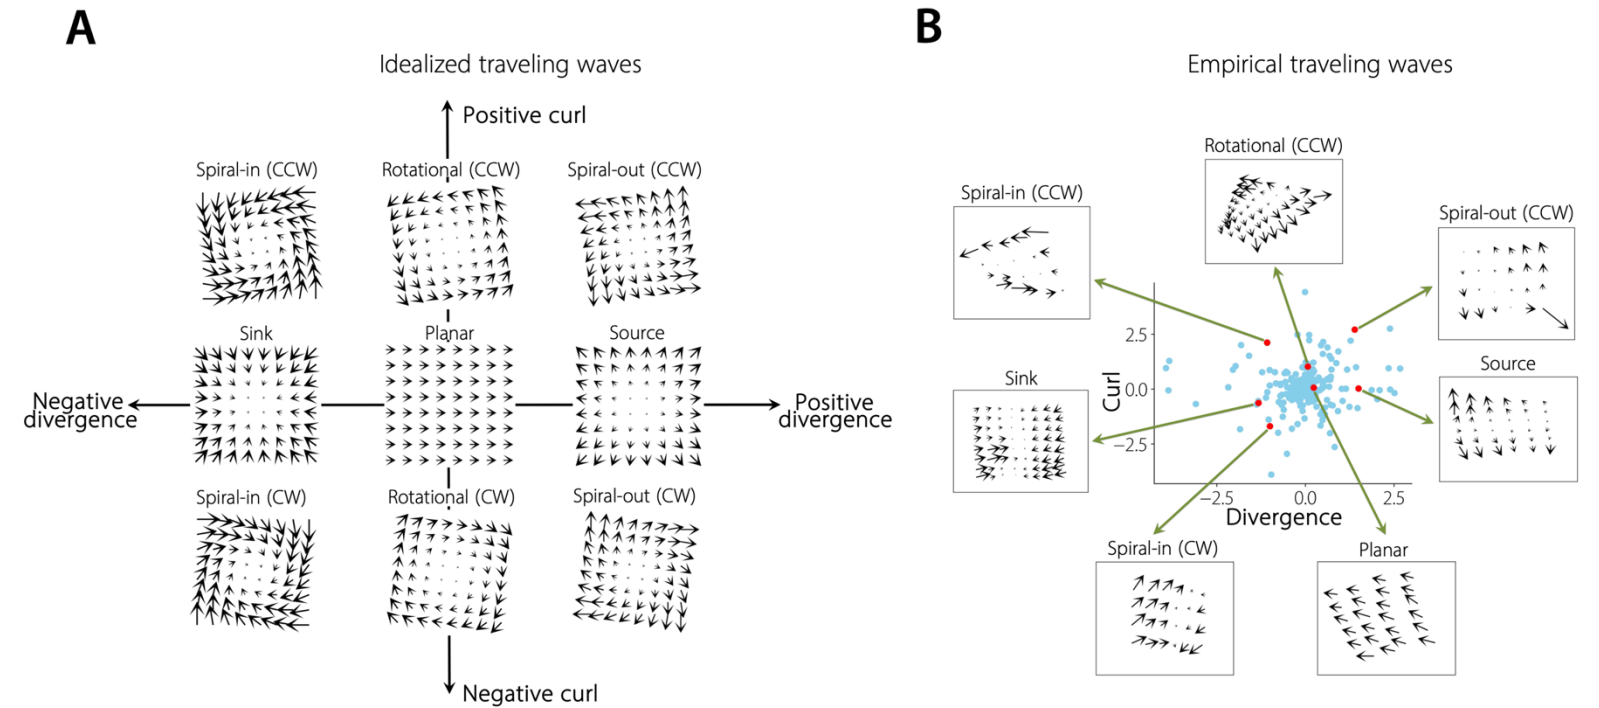 A
Idealized traveling waves
Positive curl
Spiral-in (CCW)
Rotational (CCW)
Spiral-out (CCW)
Sink
Planar
Source
Negative
divergence
Positive
divergence
Spiral-in (CW)
Rotational (CW)
Spiral-out (CW)
Negative curl
B
Empirical traveling waves
Rotational (CCW)
Spiral-in (CCW)
Spiral-out (CCW)
Sink
Source
Curl
2.5
0.0
−2.5
−2.5
0.0
2.5
Divergence
Spiral-in (CW)
Planar